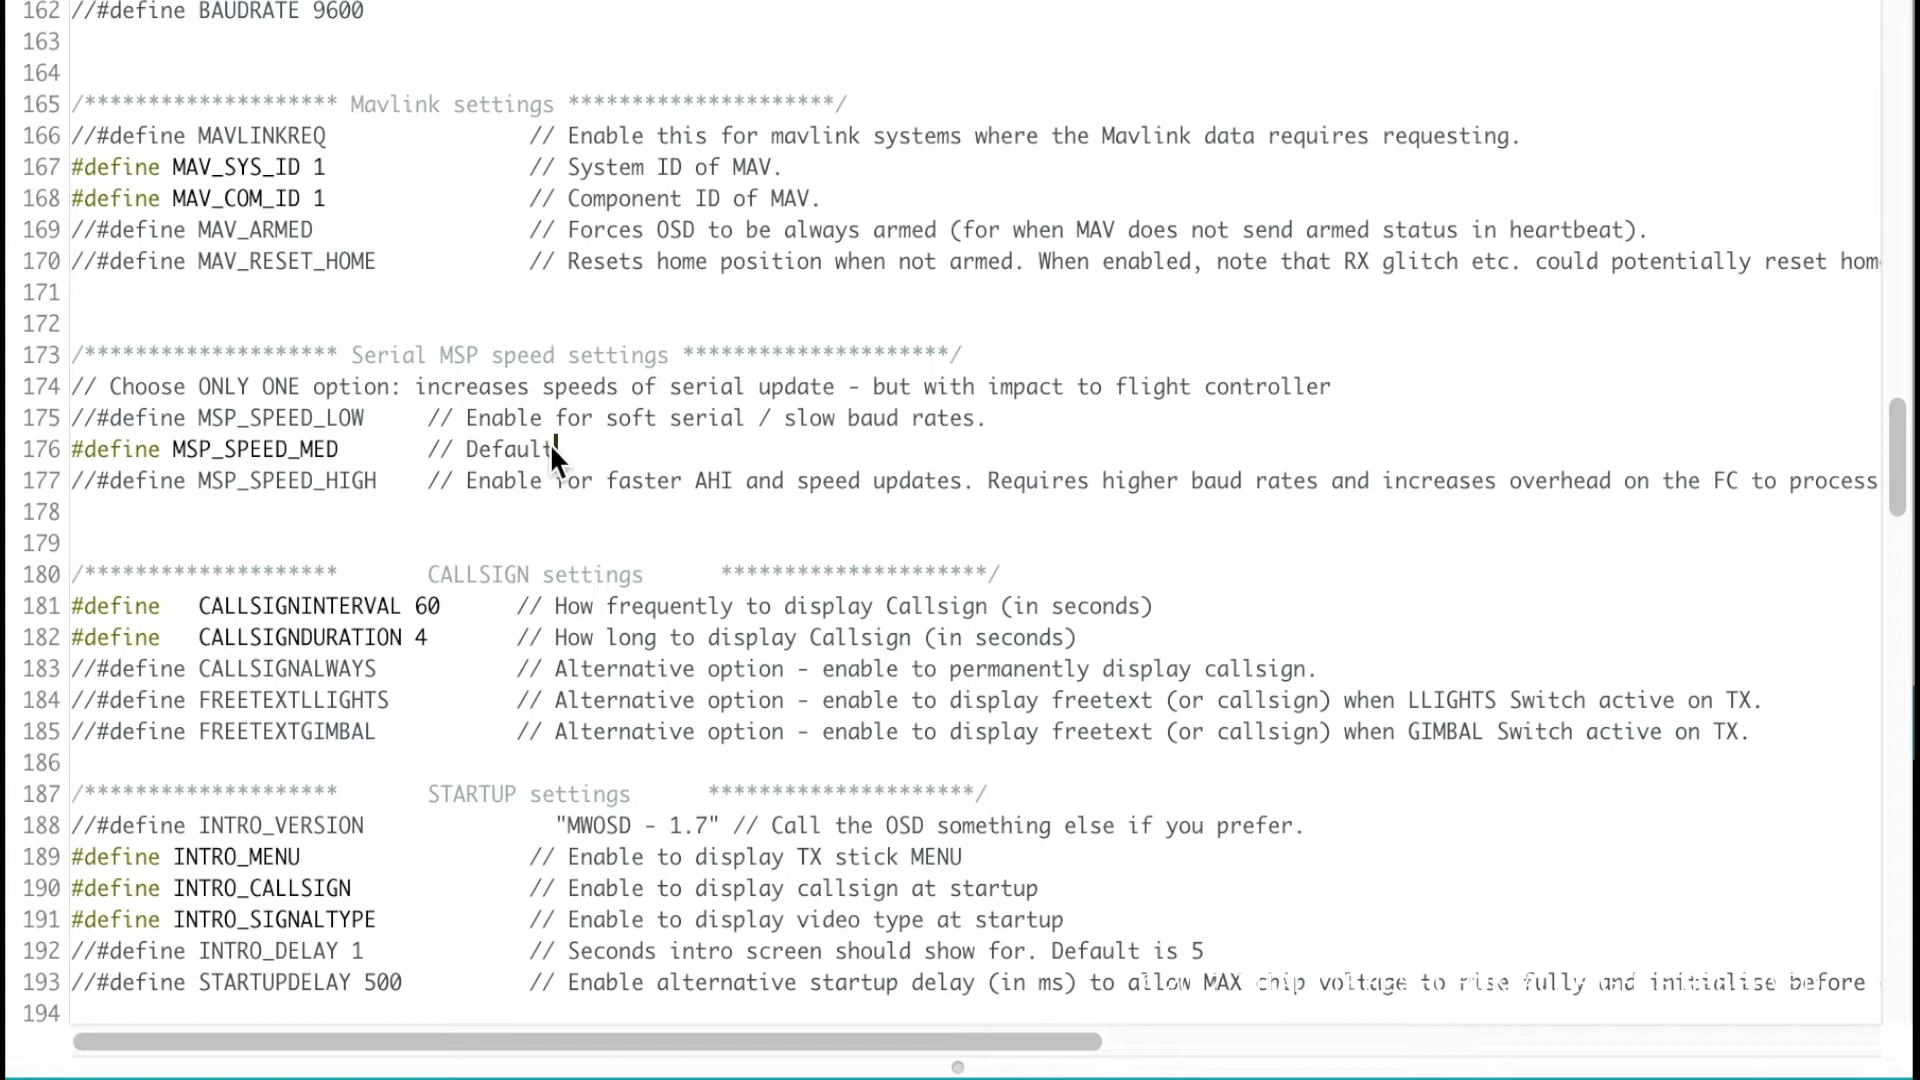 162 //#define BAUDRATE 9600
163
164
165 /******************** Mavlink settings *********************/
166 //#define MAVLINKREQ // Enable this for mavlink systems where the Mavlink data requires requesting.
167 #define MAV_SYS_ID 1 // System ID of MAV.
168 #define MAV_COM_ID 1 // Component ID of MAV.
169 //#define MAV_ARMED // Forces OSD to be always armed (for when MAV does not send armed status in heartbeat).
170 //#define MAV_RESET_HOME // Resets home position when not armed. When enabled, note that RX glitch etc. could potentially reset hom
171
172
173 /******************** Serial MSP speed settings *********************/
174 // Choose ONLY ONE option: increases speeds of serial update - but with impact to flight controller
175 //#define MSP_SPEED_LOW // Enable for soft serial / slow baud rates.
176 #define MSP_SPEED_MED // Default
177 //#define MSP_SPEED_HIGH // Enable for faster AHI and speed updates. Requires higher baud rates and increases overhead on the FC to process
178
179
180 /******************** CALLSIGN settings *********************/
181 #define CALLSIGNINTERVAL 60 // How frequently to display Callsign (in seconds)
182 #define CALLSIGNDURATION 4 // How long to display Callsign (in seconds)
183 //#define CALLSIGNALWAYS // Alternative option - enable to permanently display callsign.
184 //#define FREETEXTLLIGHTS // Alternative option - enable to display freetext (or callsign) when LLIGHTS Switch active on TX.
185 //#define FREETEXTGIMBAL // Alternative option - enable to display freetext (or callsign) when GIMBAL Switch active on TX.
186
187 /******************** STARTUP settings *********************/
188 //#define INTRO_VERSION "MWOSD - 1.7" // Call the OSD something else if you prefer.
189 #define INTRO_MENU // Enable to display TX stick MENU
190 #define INTRO_CALLSIGN // Enable to display callsign at startup
191 #define INTRO_SIGNALTYPE // Enable to display video type at startup
192 //#define INTRO_DELAY 1 // Seconds intro screen should show for. Default is 5
193 //#define STARTUPDELAY 500 // Enable alternative startup delay (in ms) to allow MAX chip voltage to rise fully and initialise before
194